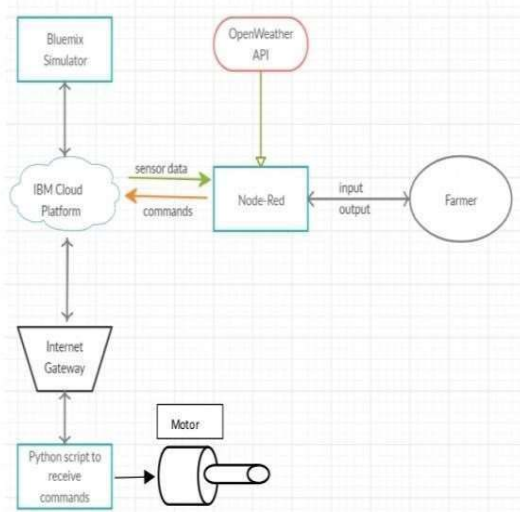 Bluemix
Simulator
OpenWeather
API
IBM Cloud
Platform
sensor data
commands
Node-Red
input
output
Farmer
Internet
Gateway
Motor
Python script to
receive
commands